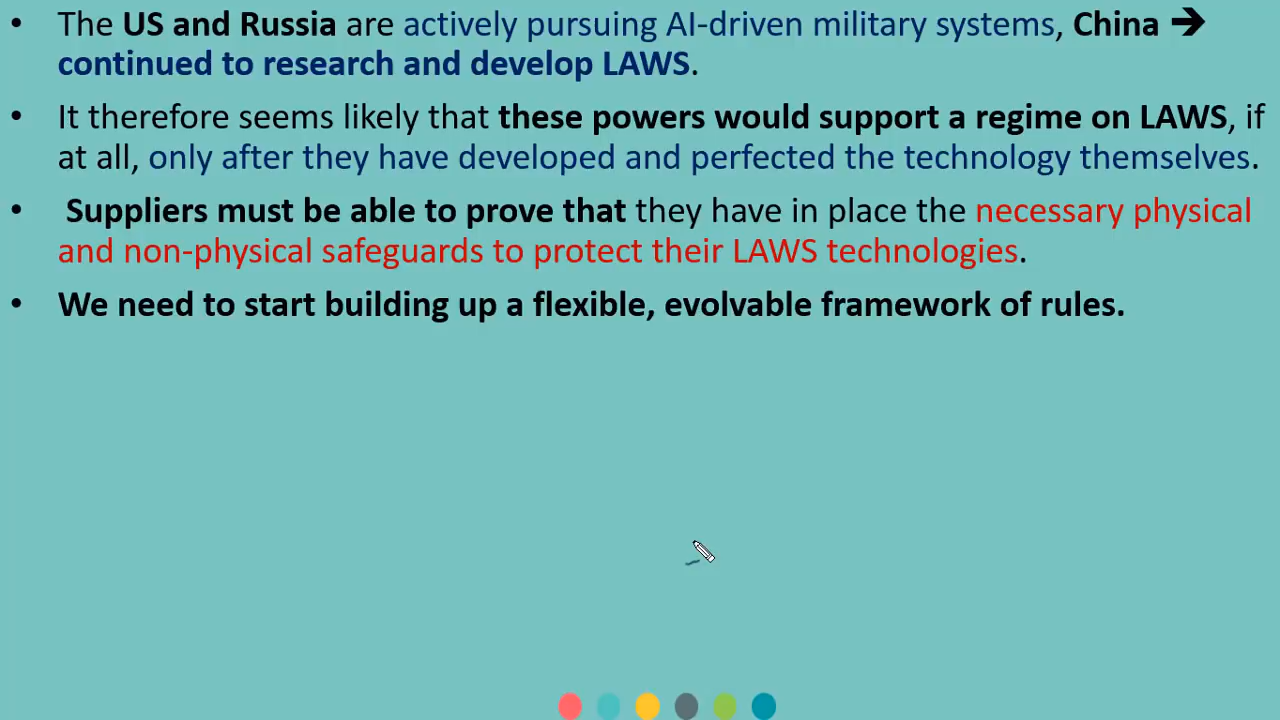 • The US and Russia are actively pursuing AI-driven military systems, China ➔
continued to research and develop LAWS.
• It therefore seems likely that these powers would support a regime on LAWS, if
at all, only after they have developed and perfected the technology themselves.
• Suppliers must be able to prove that they have in place the necessary physical
and non-physical safeguards to protect their LAWS technologies.
• We need to start building up a flexible, evolvable framework of rules.